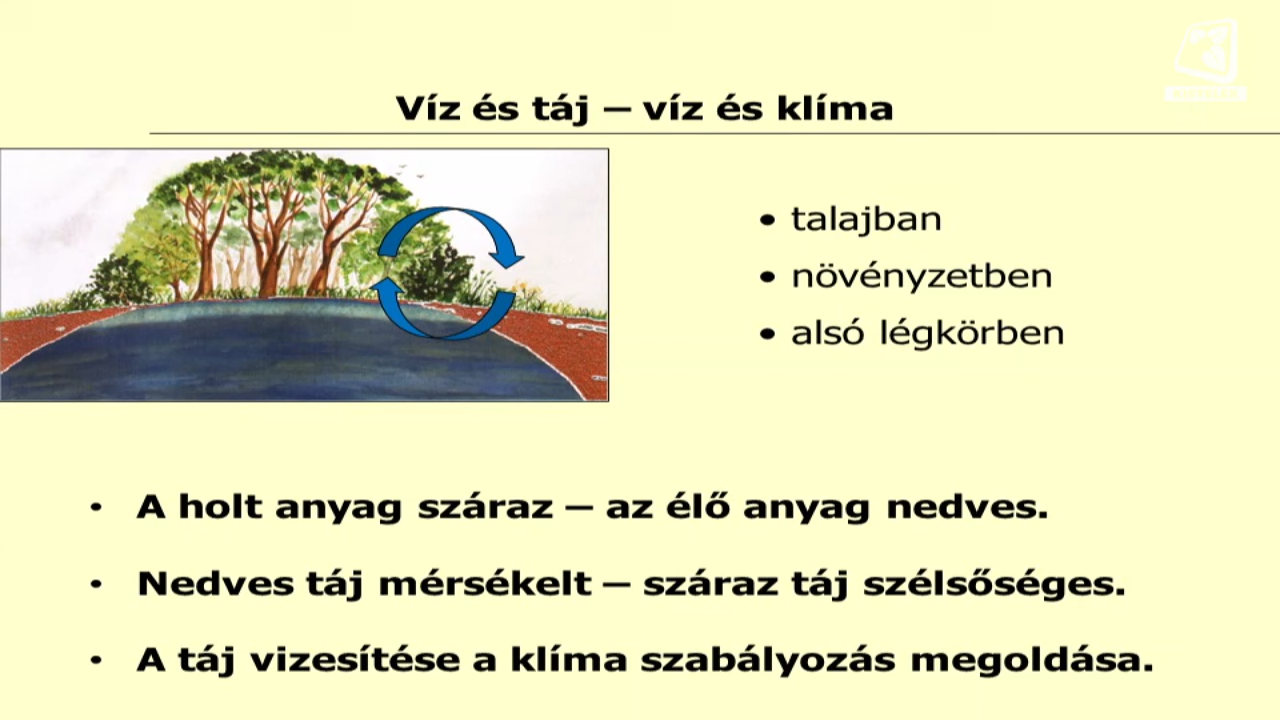 Víz és táj – víz és klíma
• talajban
• növényzetben
• alsó légkörben
• A holt anyag száraz – az élő anyag nedves.
• Nedves táj mérsékelt – száraz táj szélsőséges.
• A táj vizesítése a klíma szabályozás megoldása.